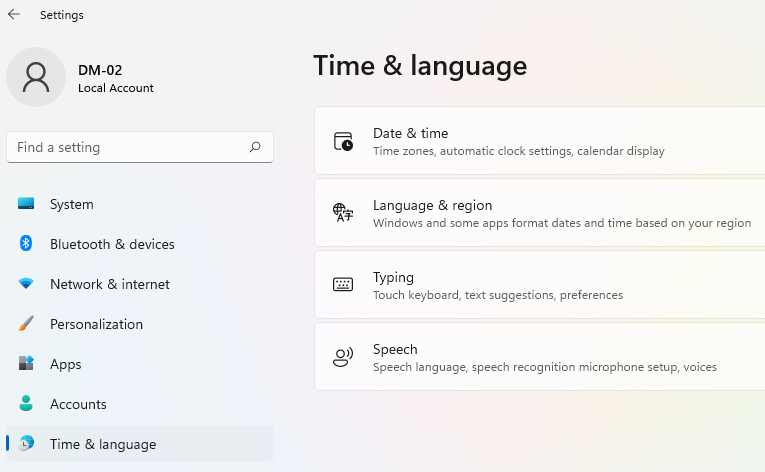 Settings
DM-02
Local Account
Find a setting
System
Bluetooth & devices
Network & internet
Personalization
Apps
Accounts
Time & language
Time & language
Date & time
Time zones, automatic clock settings, calendar display
Language & region
Windows and some apps format dates and time based on your region
Typing
Touch keyboard, text suggestions, preferences
Speech
Speech language, speech recognition microphone setup, voices